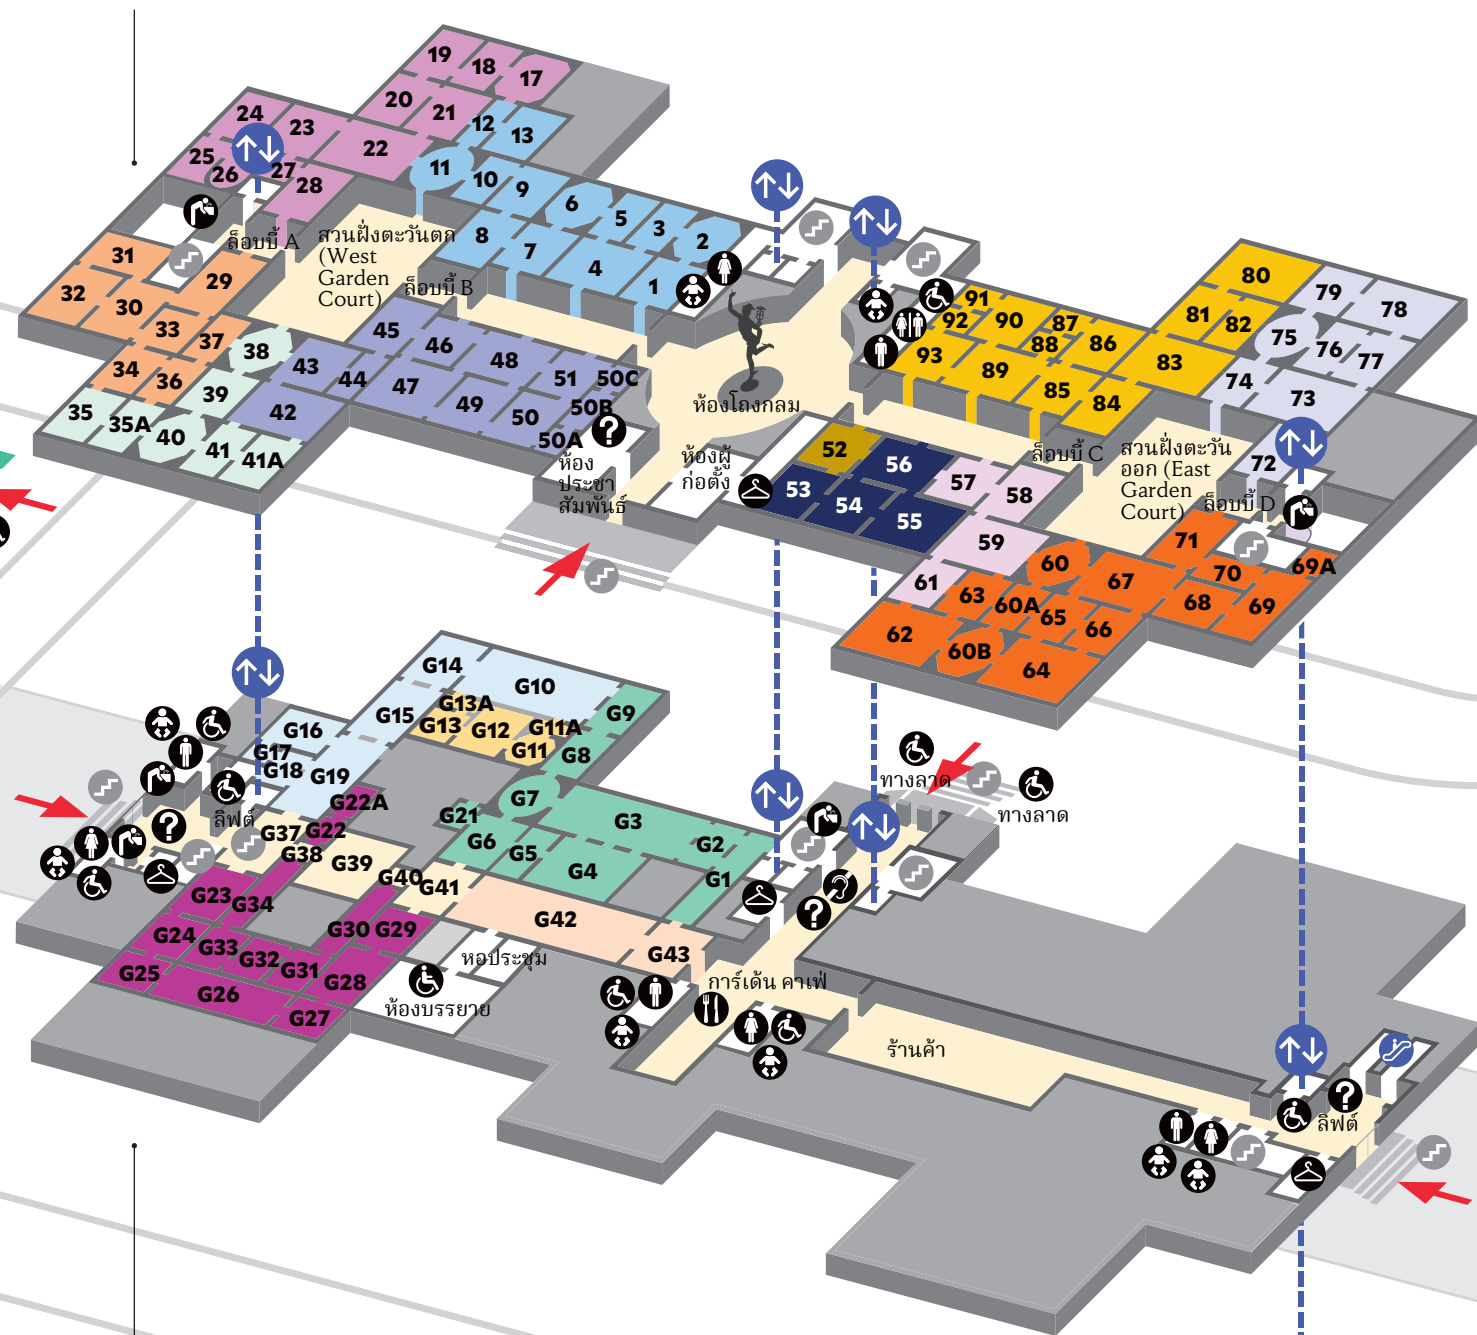 19
18
17
20
21
24
23
22
12
13
25
26
27
28
11
10
9
6
5
3
2
8
7
4
1
ล็อบบี้ A
สวนฝั่งตะวันตก
(West
Garden
Court)
ล็อบบี้ B
31
29
32
30
33
37
34
36
38
39
35
35A
40
41
41A
45
46
48
51
50C
43
44
47
49
50
50B
50A
42
ห้อง
ประชา
สัมพันธ์
ห้องโถงกลม
ห้องผู้
ก่อตั้ง
91
92
90
87
88
86
93
89
85
84
83
80
81
82
79
78
75
76
77
74
73
72
ล็อบบี้ C
สวนฝั่งตะวัน
ออก (East
Garden
Court)
ล็อบบี้ D
52
56
53
54
55
57
58
59
61
60
63
60A
65
66
67
62
60B
64
71
70
69A
68
69
G14
G10
G15
G13A
G13
G12
G11A
G11
G9
G8
G16
G17
G18
G19
G22A
G22
G7
G21
G6
G5
G3
G2
G4
G1
ลิฟต์
G37
G38
G39
G40
G41
G42
G43
G23
G34
G24
G33
G32
G31
G30
G29
G28
G25
G26
G27
หอประชุม
ห้องบรรยาย
ทางลาด
ทางลาด
การ์เด้น คาเฟ่
ร้านค้า
ลิฟต์